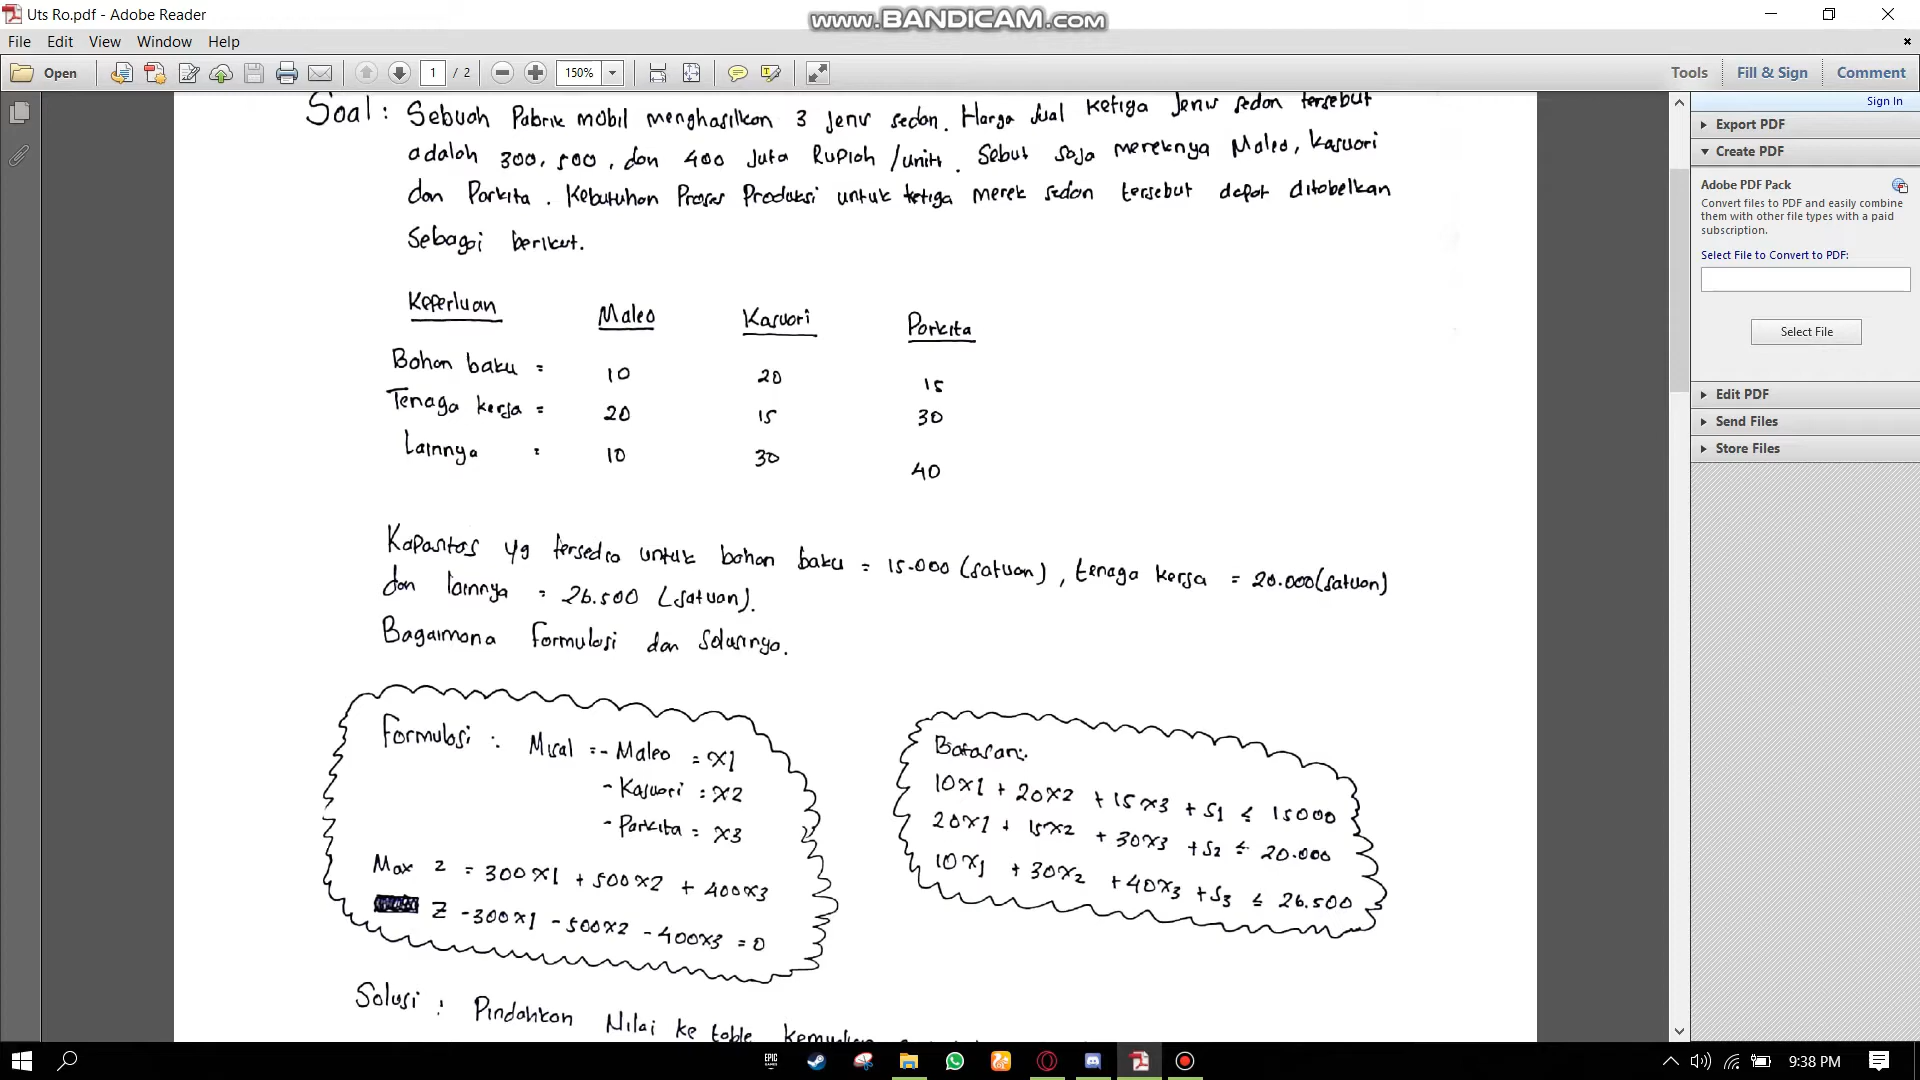 Uts Ro.pdf - Adobe Reader
www.BANDICAM.com
File Edit View Window Help
Open 1 / 2 150% Tools Fill & Sign Comment
Sign In
Export PDF
Create PDF
Adobe PDF Pack
Convert files to PDF and easily combine
them with other file types with a paid
subscription.
Select File to Convert to PDF:
Select File
Edit PDF
Send Files
Store Files
Soal : Sebuah Pabrik mobil menghasilkan 3 Jenis sedan. Harga Jual ketiga Jenis sedan tersebut
adalah 300, 500, dan 400 Juta Rupiah /unit. Sebut saja mereknya Maleo, Kasuari
dan Parkita. Kebutuhan Proses Produksi untuk ketiga merek sedan tersebut dapat ditabelkan
Sebagai berikut.
Keperluan Maleo Kasuari Parkita
Bahan baku = 10 20 15
Tenaga kerja = 20 15 30
Lainnya = 10 30 40
Kapasitas yg tersedia untuk bahan baku = 15.000 (satuan), tenaga kerja = 20.000 (satuan)
dan lainnya = 26.500 (satuan).
Bagaimana Formulasi dan Solusinya.
Formulasi : Misal = - Maleo = x1
- Kasuari = x2
- Parkita = x3
Max z = 300x1 + 500x2 + 400x3
Z -300x1 -500x2 -400x3 = 0
Batasan:
10x1 + 20x2 + 15x3 + S1 ≤ 15000
20x1 + 15x2 + 30x3 + S2 ≤ 20.000
10x1 + 30x2 + 40x3 + S3 ≤ 26.500
Solusi : Pindahkan Nilai ke table kemudian
9:38 PM